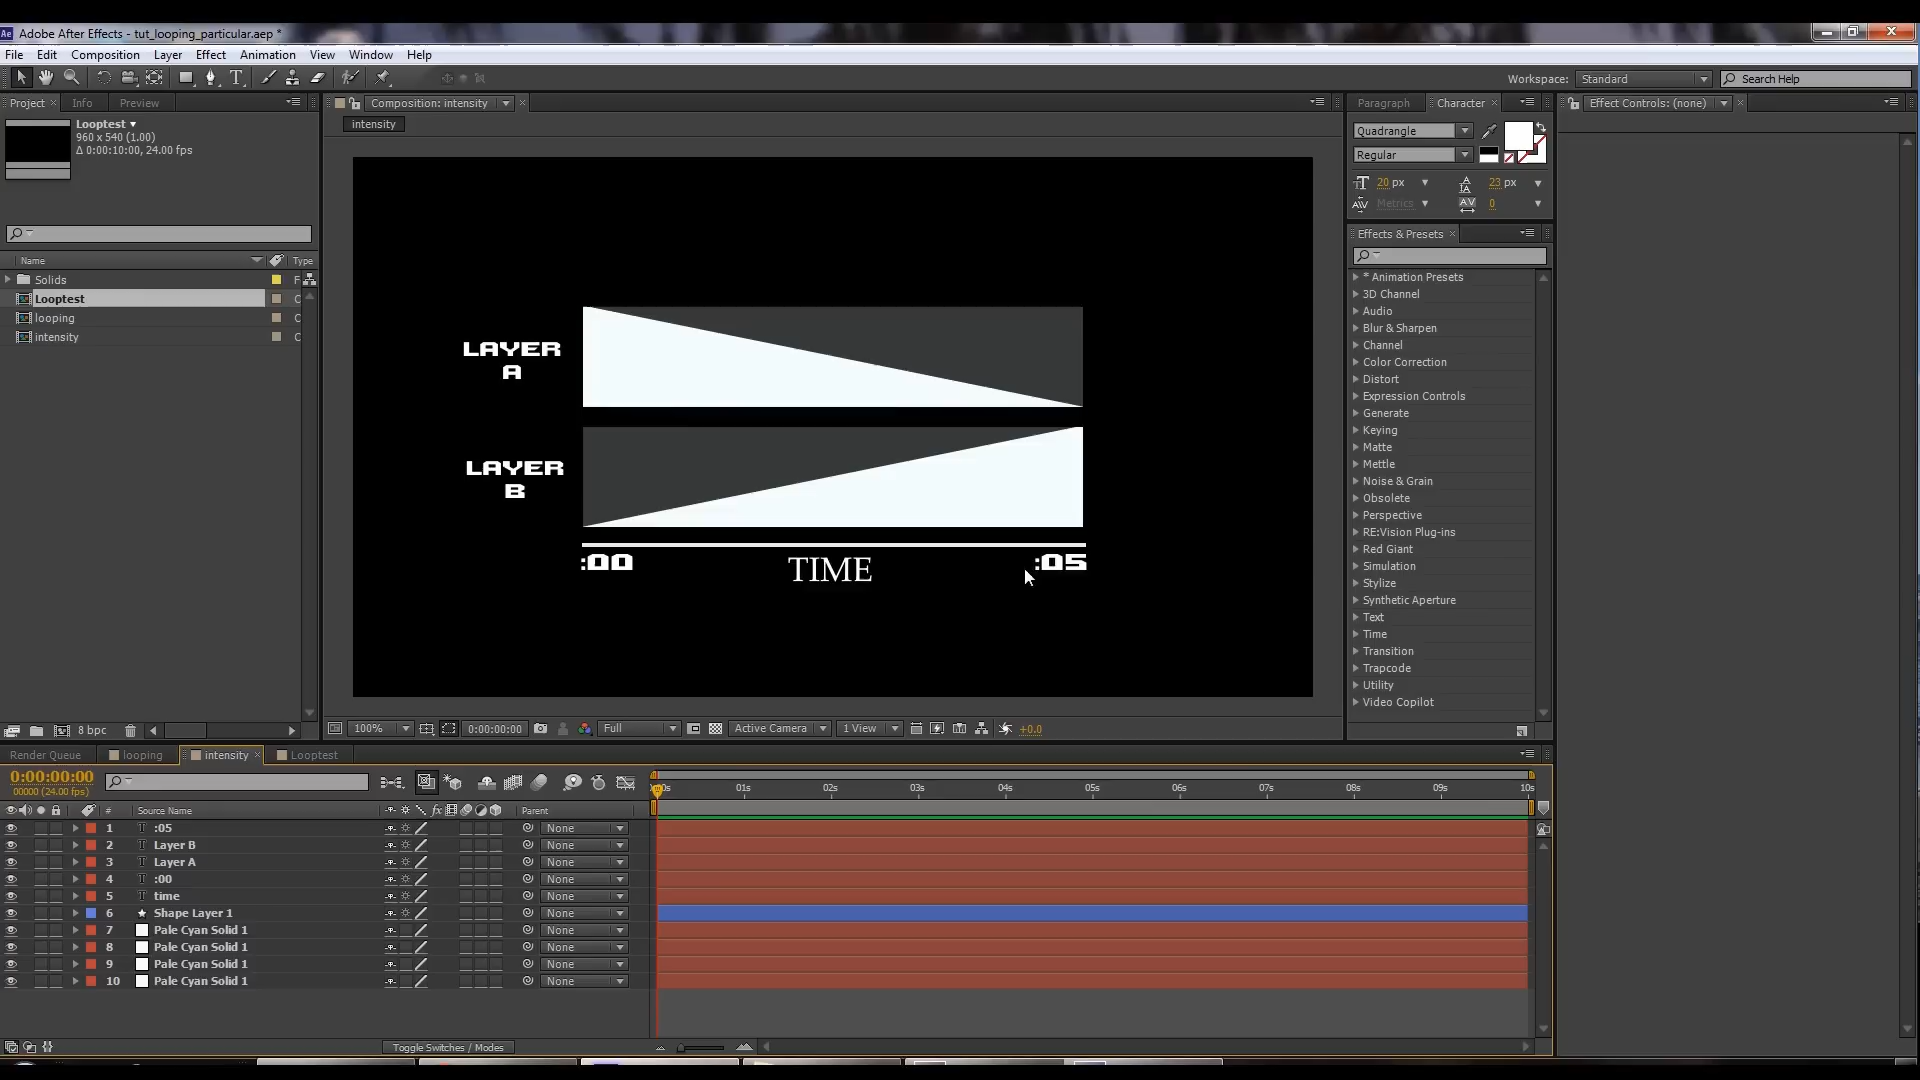 Ae Adobe After Effects - tut_looping_particular.aep *
File Edit Composition Layer Effect Animation View Window Help
Workspace: Standard Search Help
Project Info Preview
Looptest
960 x 540 (1.00)
Δ 0:00:10:00, 24.00 fps
Name Type
Solids F
Looptest C
looping C
intensity C
8 bpc
Composition: intensity
intensity
LAYER
A
LAYER
B
:00 TIME :05
100% 0:00:00:00 Full Active Camera 1 View +0.0
Paragraph Character
Quadrangle
Regular
20 px 23 px
Metrics 0
Effects & Presets
* Animation Presets
3D Channel
Audio
Blur & Sharpen
Channel
Color Correction
Distort
Expression Controls
Generate
Keying
Matte
Mettle
Noise & Grain
Obsolete
Perspective
RE:Vision Plug-ins
Red Giant
Simulation
Stylize
Synthetic Aperture
Text
Time
Transition
Trapcode
Utility
Video Copilot
Effect Controls: (none)
Render Queue looping intensity Looptest
0:00:00:00
00000 (24.00 fps)
01s 02s 03s 04s 05s 06s 07s 08s 09s 10s
# Source Name fx Parent
1 T :05 None
2 T Layer B None
3 T Layer A None
4 T :00 None
5 T time None
6 Shape Layer 1 None
7 Pale Cyan Solid 1 None
8 Pale Cyan Solid 1 None
9 Pale Cyan Solid 1 None
10 Pale Cyan Solid 1 None
Toggle Switches / Modes